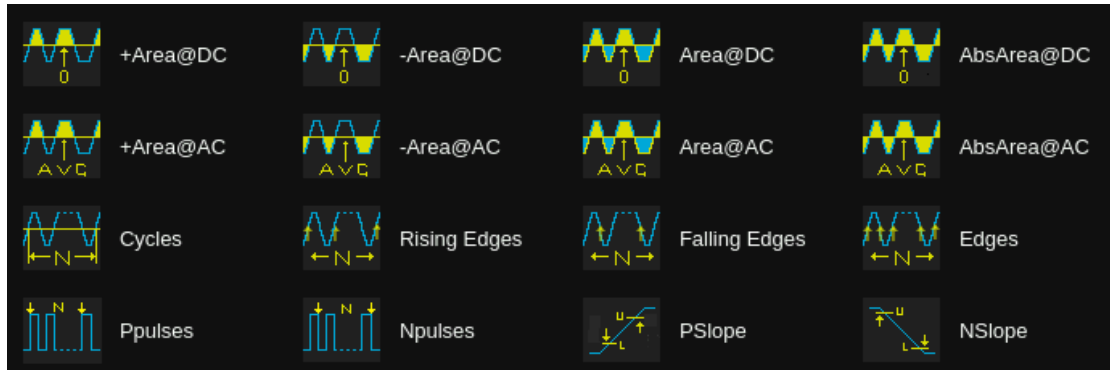 +Area@DC -Area@DC Area@DC AbsArea@DC
0 0 0 0
+Area@AC -Area@AC Area@AC AbsArea@AC
AVG AVG AVG AVG
Cycles Rising Edges Falling Edges Edges
N N N N
N N U U
Ppulses Npulses PSlope NSlope
L L